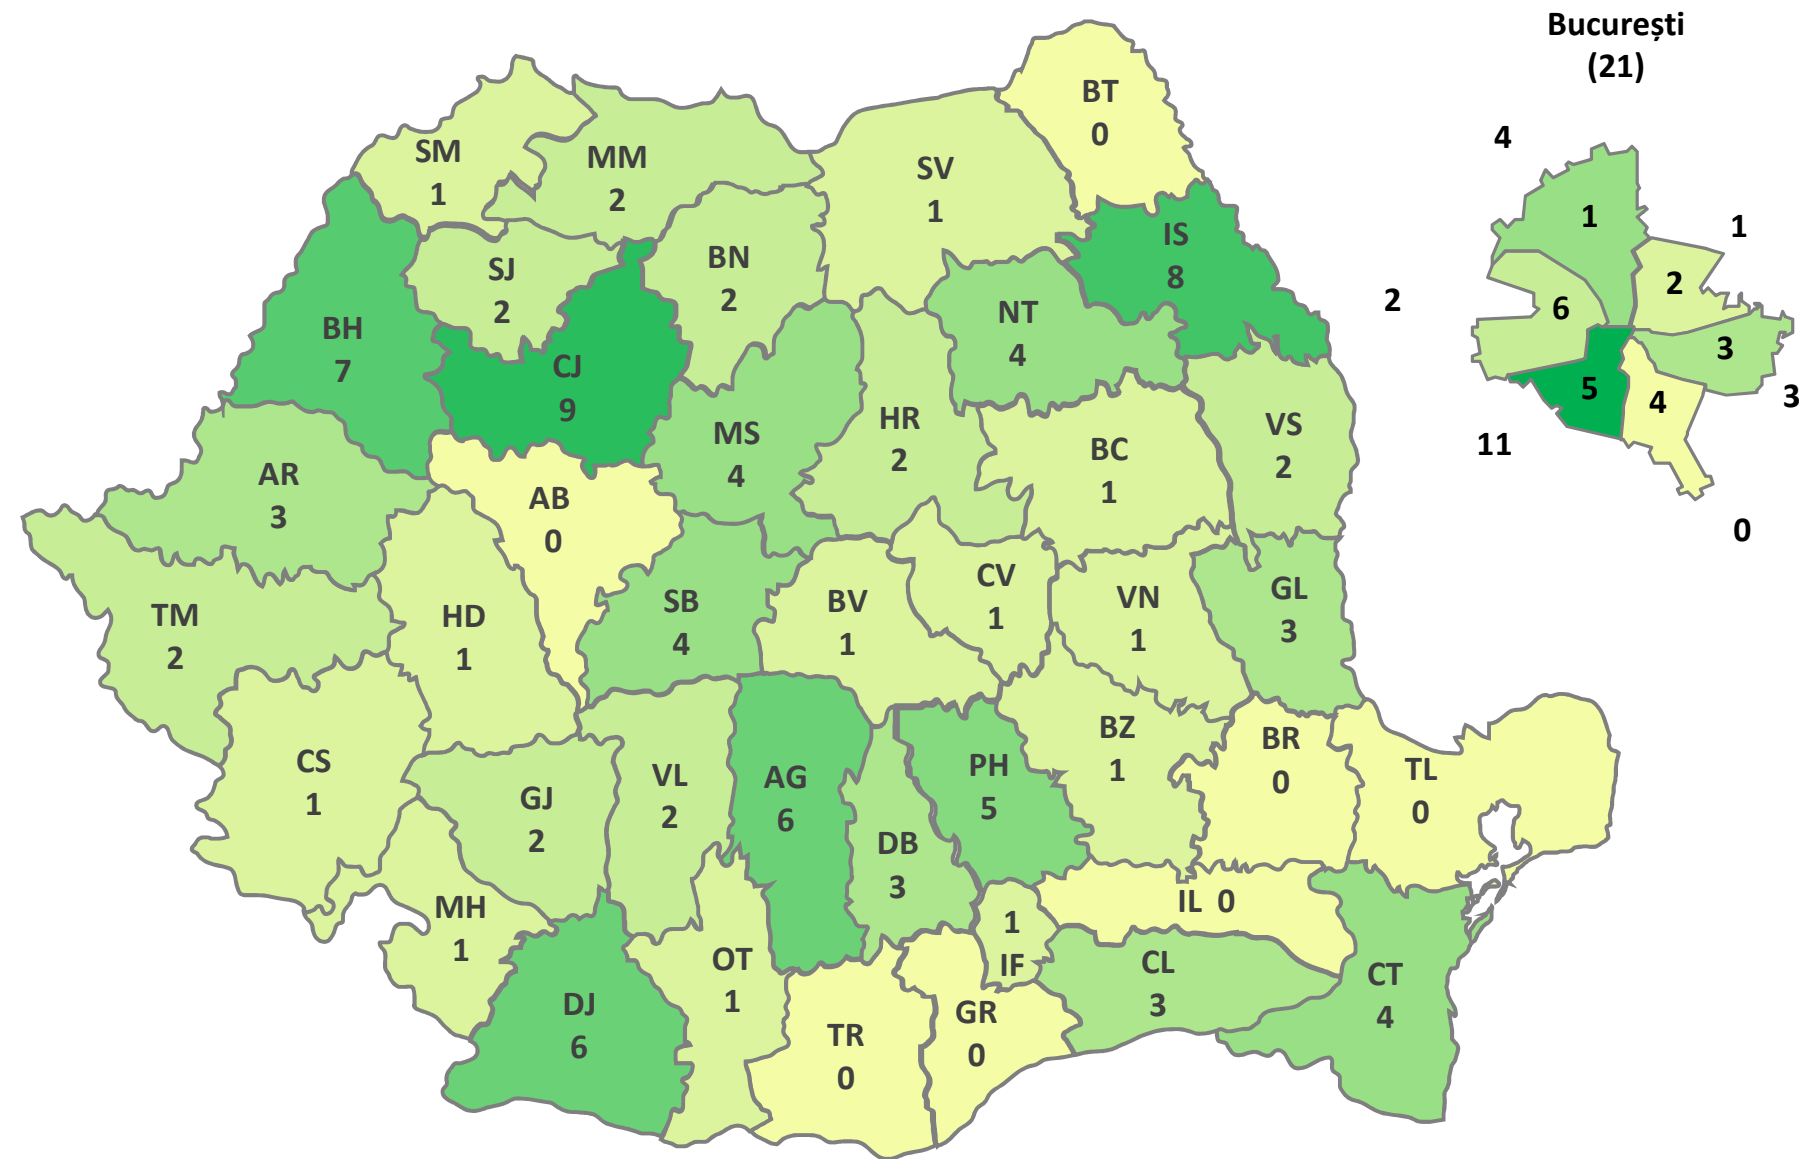 București
(21)
BT
0
4
SM
1
MM
2
SV
1
1
1
IS
8
2
BN
2
SJ
2
2
6
NT
4
BH
7
3
CJ
9
5
4
3
HR
2
VS
2
MS
4
BC
1
11
AR
3
AB
0
0
CV
1
GL
3
TM
2
HD
1
SB
4
BV
1
VN
1
BZ
1
BR
0
CS
1
GJ
2
VL
2
AG
6
PH
5
TL
0
DB
3
MH
1
1
IF
IL 0
OT
1
CL
3
CT
4
DJ
6
TR
0
GR
0